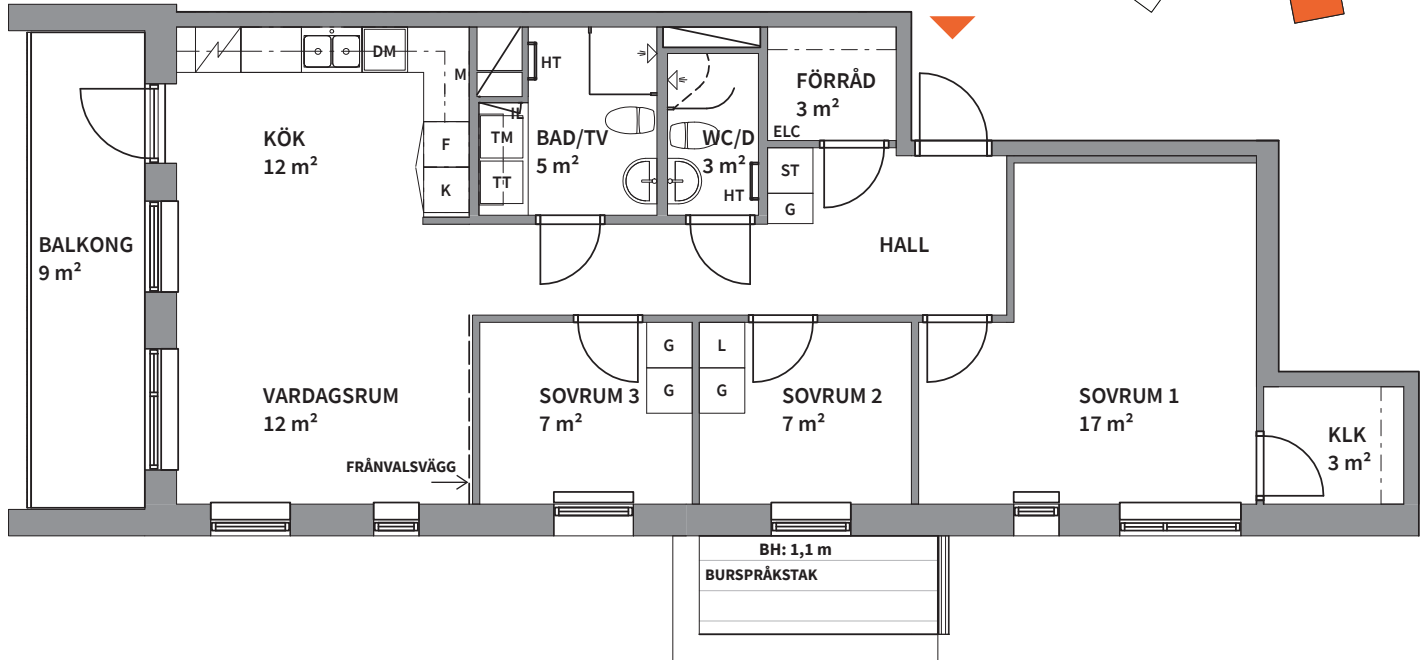 DM
M
HT
FÖRRÅD
3 m²
KÖK
12 m²
F
K
TM
TT
BAD/TV
5 m²
WC/D
3 m²
HT
ELC
ST
G
BALKONG
9 m²
HALL
VARDAGSRUM
12 m²
FRÅNVALSVÄGG
G
G
SOVRUM 3
7 m²
L
G
SOVRUM 2
7 m²
SOVRUM 1
17 m²
KLK
3 m²
BH: 1,1 m
BURSPRÅKSTAK